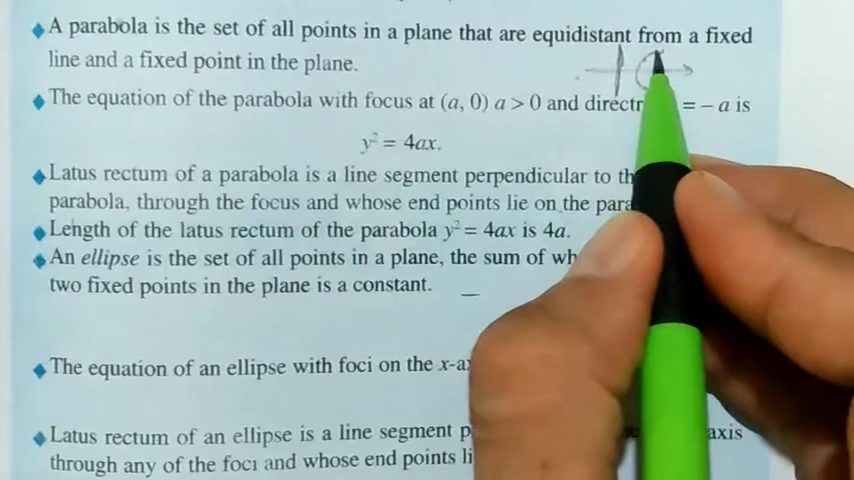 ♦ A parabola is the set of all points in a plane that are equidistant from a fixed
line and a fixed point in the plane.
♦ The equation of the parabola with focus at (a, 0) a > 0 and directr = – a is
y² = 4ax.
♦ Latus rectum of a parabola is a line segment perpendicular to th
parabola, through the focus and whose end points lie on the para
♦ Length of the latus rectum of the parabola y² = 4ax is 4a.
♦ An ellipse is the set of all points in a plane, the sum of wh
two fixed points in the plane is a constant.
♦ The equation of an ellipse with foci on the x-a
♦ Latus rectum of an ellipse is a line segment p axis
through any of the foci and whose end points li